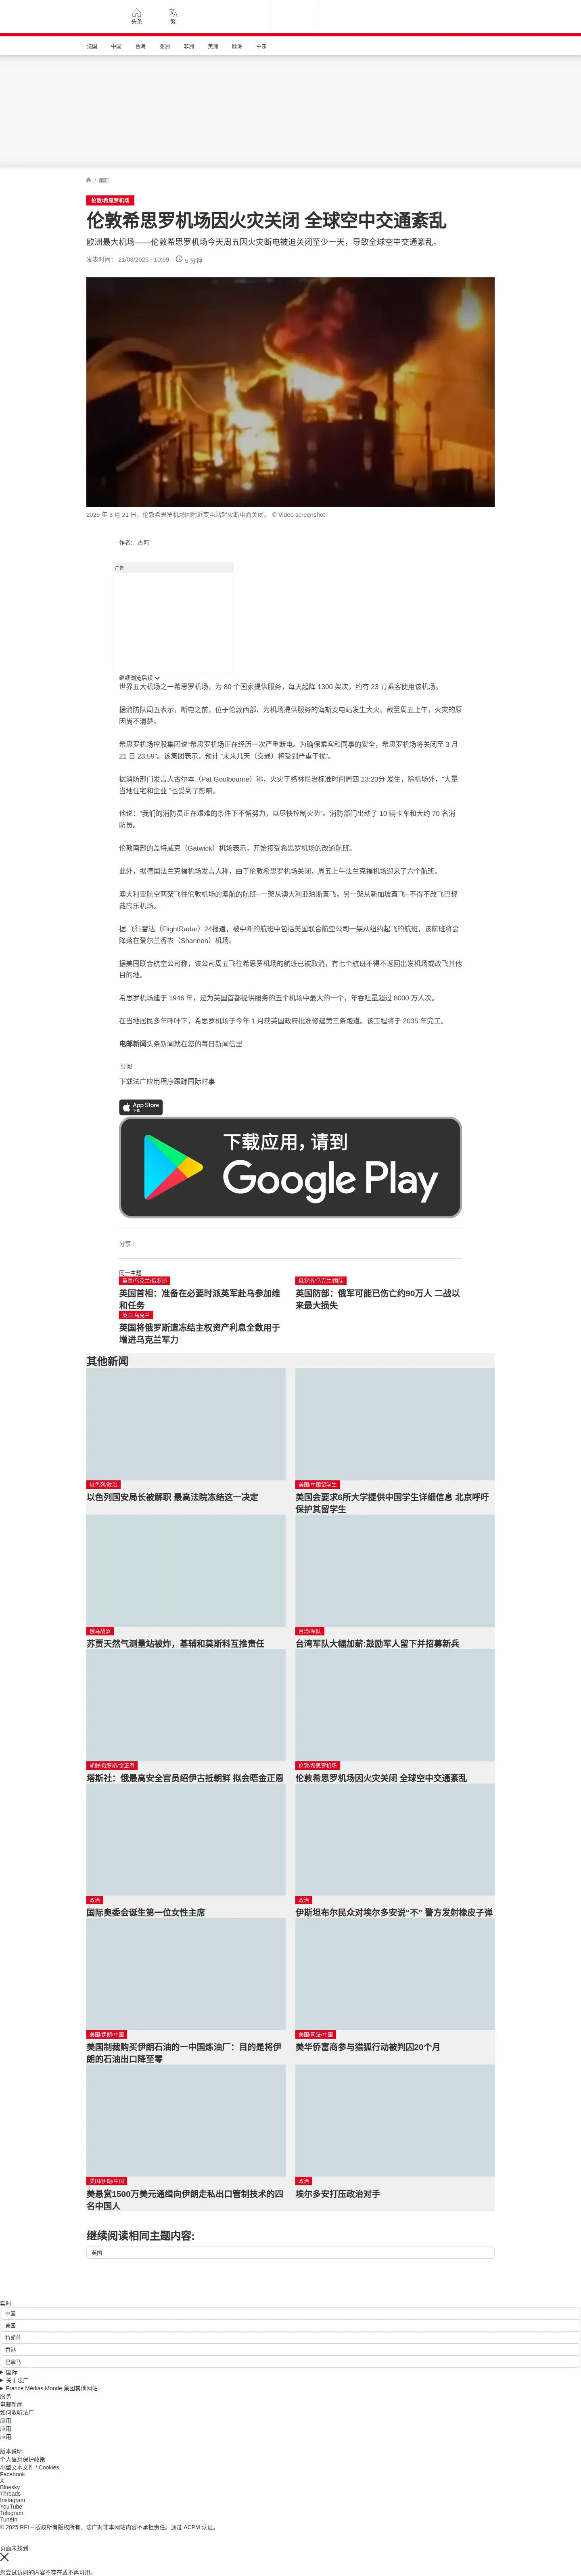 头条
繁
法国 中国 台海 亚洲 非洲 美洲 欧洲 中东
/ 国际
伦敦/希思罗机场
伦敦希思罗机场因火灾关闭 全球空中交通紊乱
欧洲最大机场——伦敦希思罗机场今天周五因火灾断电被迫关闭至少一天，导致全球空中交通紊乱。
发表时间： 21/03/2025 - 10:59 5 分钟
2025 年 3 月 21 日，伦敦希思罗机场因附近变电站起火断电而关闭。 © Video screenshot
作者： 古莉
广告
继续浏览后续
世界五大机场之一希思罗机场，为 80 个国家提供服务，每天起降 1300 架次，约有 23 万乘客使用该机场。
据消防队周五表示，断电之前，位于伦敦西部、为机场提供服务的海斯变电站发生大火。截至周五上午，火灾的原
因尚不清楚。
希思罗机场控股集团说“希思罗机场正在经历一次严重断电。为确保乘客和同事的安全，希思罗机场将关闭至 3 月
21 日 23:59”。该集团表示，预计 “未来几天（交通）将受到严重干扰”。
据消防部门发言人古尔本（Pat Goulbourne）称，火灾于格林尼治标准时间周四 23:23分 发生，除机场外，“大量
当地住宅和企业 ”也受到了影响。
他说：“我们的消防员正在艰难的条件下不懈努力，以尽快控制火势”。消防部门出动了 10 辆卡车和大约 70 名消
防员。
伦敦南部的盖特威克（Gatwick）机场表示，开始接受希思罗机场的改道航班。
此外，据德国法兰克福机场发言人称，由于伦敦希思罗机场关闭，周五上午法兰克福机场迎来了六个航班。
澳大利亚航空两架飞往伦敦机场的澳航的航班--一架从澳大利亚珀斯直飞，另一架从新加坡直飞--不得不改飞巴黎
戴高乐机场。
据 飞行雷达（FlightRadar）24报道，被中断的航班中包括美国联合航空公司一架从纽约起飞的航班，该航班将会
降落在爱尔兰香农（Shannon）机场。
据美国联合航空公司称，该公司周五飞往希思罗机场的航班已被取消，有七个航班不得不返回出发机场或改飞其他
目的地。
希思罗机场建于 1946 年，是为英国首都提供服务的五个机场中最大的一个，年吞吐量超过 8000 万人次。
在当地居民多年呼吁下，希思罗机场于今年 1 月获英国政府批准修建第三条跑道。该工程将于 2035 年完工。
电邮新闻头条新闻就在您的每日新闻信里
订阅
下载法广应用程序跟踪国际时事
App Store
下载
下载应用，请到
Google Play
分享 :
同一主题
英国/乌克兰/俄罗斯
英国首相：准备在必要时派英军赴乌参加维
和任务
俄罗斯/乌克兰/国际
英国防部：俄军可能已伤亡约90万人 二战以
来最大损失
英国 乌克兰
英国将俄罗斯遭冻结主权资产利息全数用于
增进乌克兰军力
其他新闻
以色列/政治
以色列国安局长被解职 最高法院冻结这一决定
美国/中国留学生
美国会要求6所大学提供中国学生详细信息 北京呼吁
保护其留学生
俄乌战争
苏贾天然气测量站被炸，基辅和莫斯科互推责任
台湾/军队
台湾军队大幅加薪:鼓励军人留下并招募新兵
朝鲜/俄罗斯/金正恩
塔斯社：俄最高安全官员绍伊古抵朝鲜 拟会晤金正恩
伦敦/希思罗机场
伦敦希思罗机场因火灾关闭 全球空中交通紊乱
政治
国际奥委会诞生第一位女性主席
政治
伊斯坦布尔民众对埃尔多安说“不” 警方发射橡皮子弹
美国/伊朗/中国
美国制裁购买伊朗石油的一中国炼油厂：目的是将伊
朗的石油出口降至零
美国/司法/中国
美华侨富商参与猎狐行动被判囚20个月
美国/伊朗/中国
美悬赏1500万美元通缉向伊朗走私出口管制技术的四
名中国人
政治
埃尔多安打压政治对手
继续阅读相同主题内容:
英国
实时
中国
美国
特朗普
香港
巴拿马
国际
关于法广
France Médias Monde 集团其他网站
服务
电邮新闻
如何收听法广
应用
应用
应用
版本说明
个人信息保护政策
小型文本文件 / Cookies
Facebook
X
Bluesky
Threads
Instagram
YouTube
Telegram
TuneIn
© 2025 RFI – 版权所有版权所有。法广对非本网站内容不承担责任。通过 ACPM 认证。
页面未找到
您尝试访问的内容不存在或不再可用。